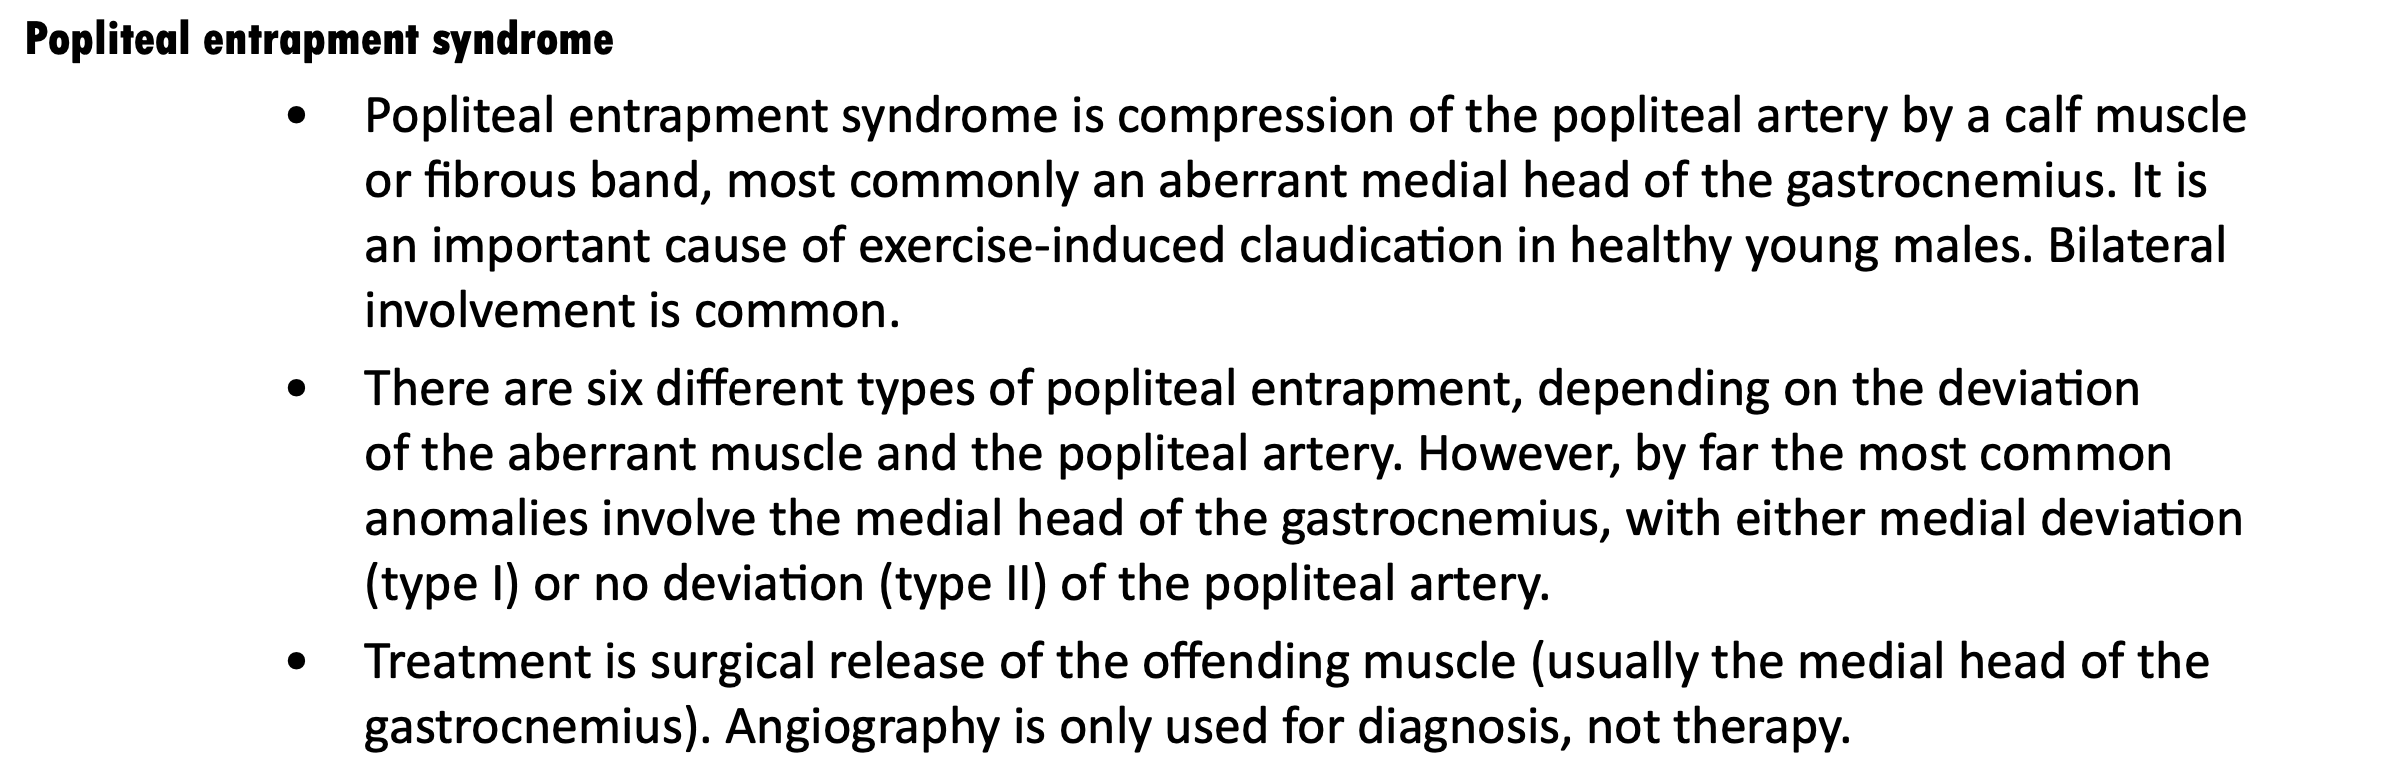 Popliteal entrapment syndrome
• Popliteal entrapment syndrome is compression of the popliteal artery by a calf muscle
or fibrous band, most commonly an aberrant medial head of the gastrocnemius. It is
an important cause of exercise-induced claudication in healthy young males. Bilateral
involvement is common.
• There are six different types of popliteal entrapment, depending on the deviation
of the aberrant muscle and the popliteal artery. However, by far the most common
anomalies involve the medial head of the gastrocnemius, with either medial deviation
(type I) or no deviation (type II) of the popliteal artery.
• Treatment is surgical release of the offending muscle (usually the medial head of the
gastrocnemius). Angiography is only used for diagnosis, not therapy.